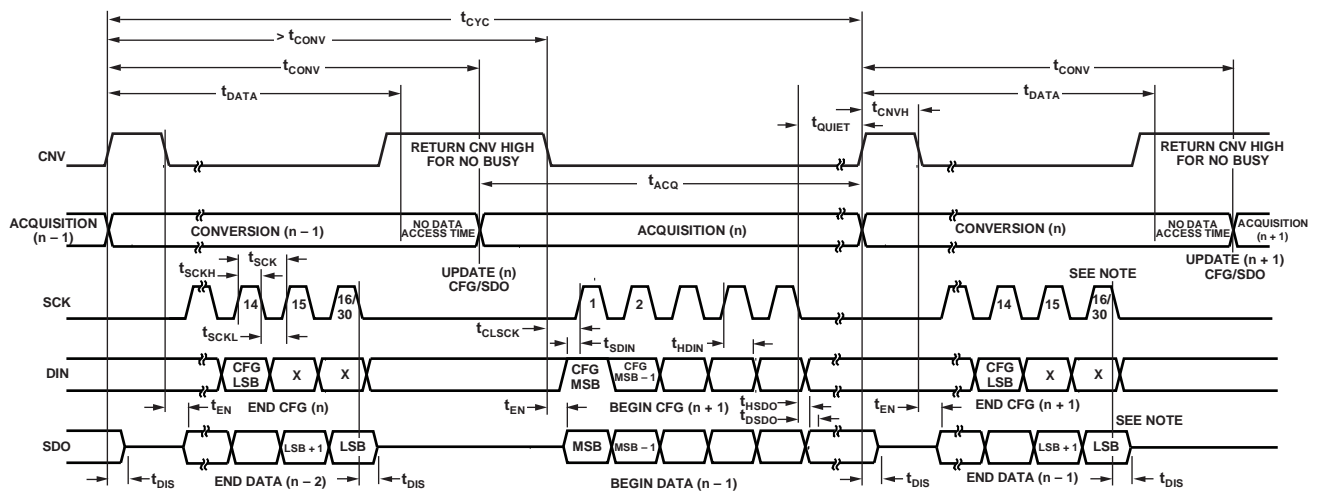 tCYC
> tCONV
tCONV
tCONV
tDATA
tDATA
tCNVH
tQUIET
CNV
RETURN CNV HIGH
FOR NO BUSY
RETURN CNV HIGH
FOR NO BUSY
tACQ
ACQUISITION
(n – 1)
CONVERSION (n – 1)
NO DATA
ACCESS TIME
ACQUISITION (n)
CONVERSION (n)
NO DATA
ACCESS TIME
ACQUISITION
(n + 1)
UPDATE (n)
CFG/SDO
UPDATE (n + 1)
CFG/SDO
tSCK
tSCKH
SEE NOTE
SCK
14
15
16/
30
1
2
14
15
16/
30
tSCKL
tCLSCK
tSDIN
tHDIN
DIN
CFG
LSB
X
X
CFG
MSB
CFG
MSB – 1
CFG
LSB
X
X
tEN
END CFG (n)
tEN
BEGIN CFG (n + 1)
tHSDO
tDSDO
tEN
END CFG (n + 1)
SEE NOTE
SDO
LSB + 1
LSB
MSB
MSB – 1
LSB + 1
LSB
tDIS
END DATA (n – 2)
tDIS
BEGIN DATA (n – 1)
tDIS
END DATA (n – 1)
tDIS